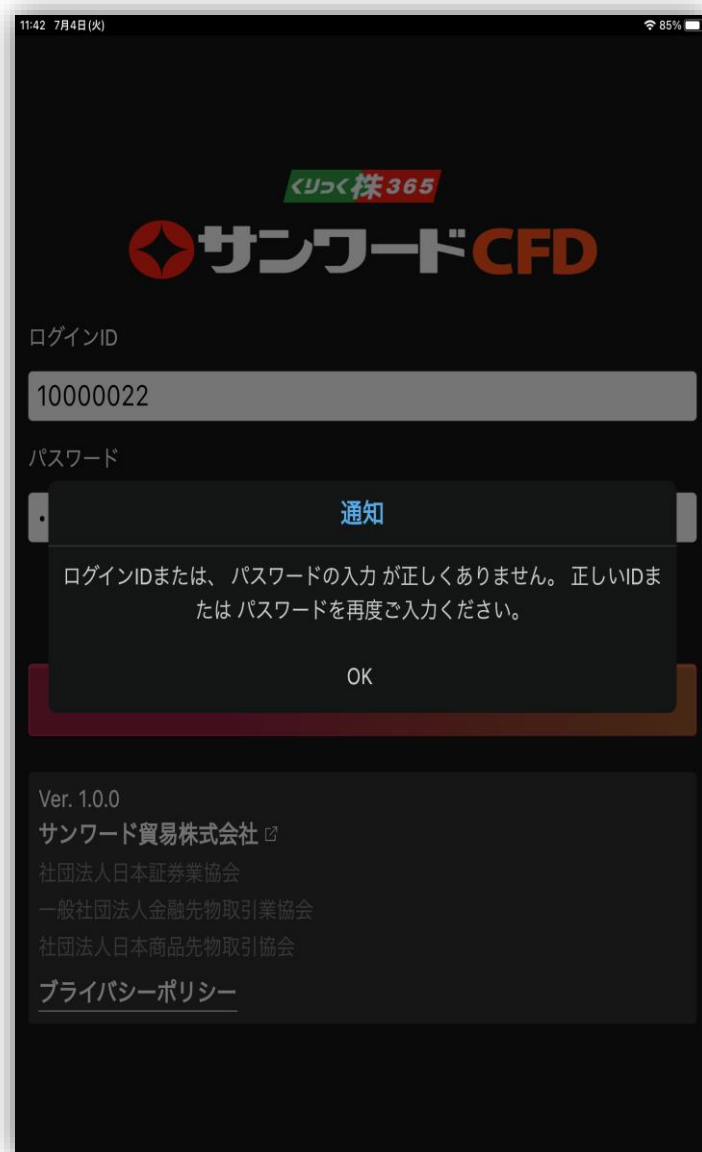 11:42 7月4日(火)
85%
くりっく株365
サンワードCFD
ログインID
10000022
パスワード
通知
ログインIDまたは、 パスワードの入力 が正しくありません。 正しいIDま
たは パスワードを再度ご入力ください。
OK
Ver. 1.0.0
サンワード貿易株式会社
社団法人日本証券業協会
一般社団法人金融先物取引業協会
社団法人日本商品先物取引協会
プライバシーポリシー